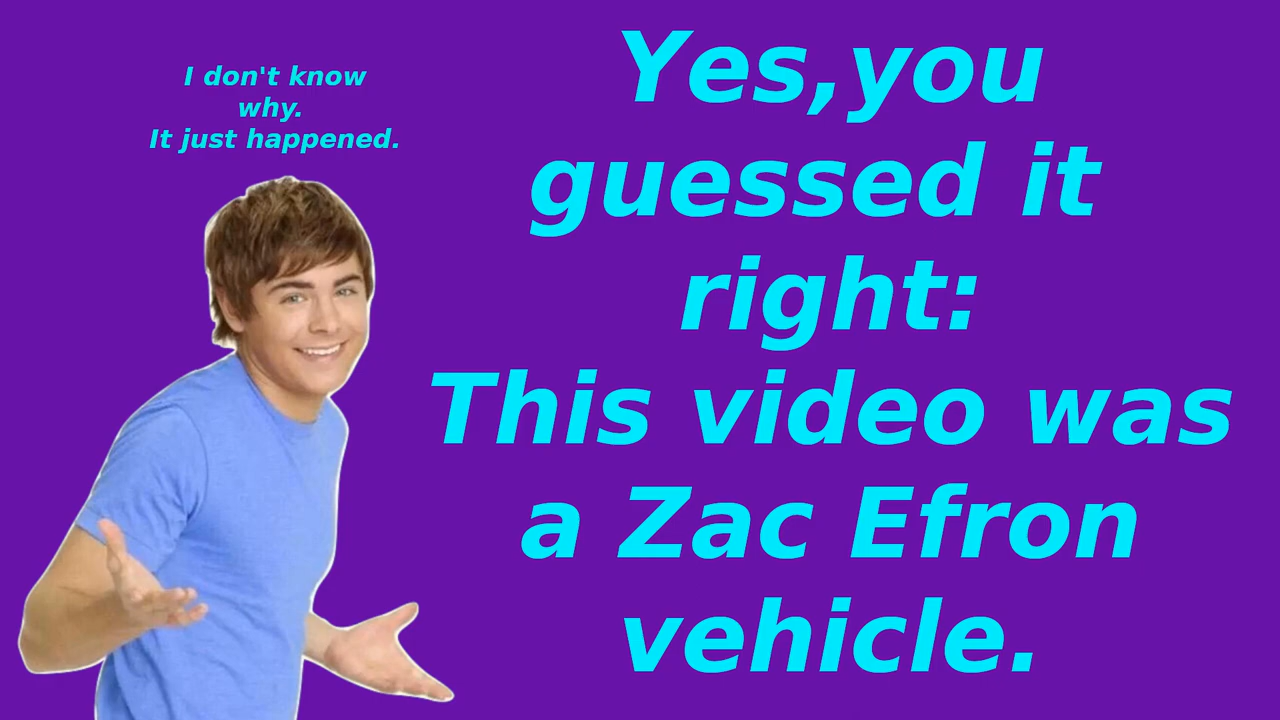 I don't know
why.
It just happened.
Yes,you
guessed it
right:
This video was
a Zac Efron
vehicle.